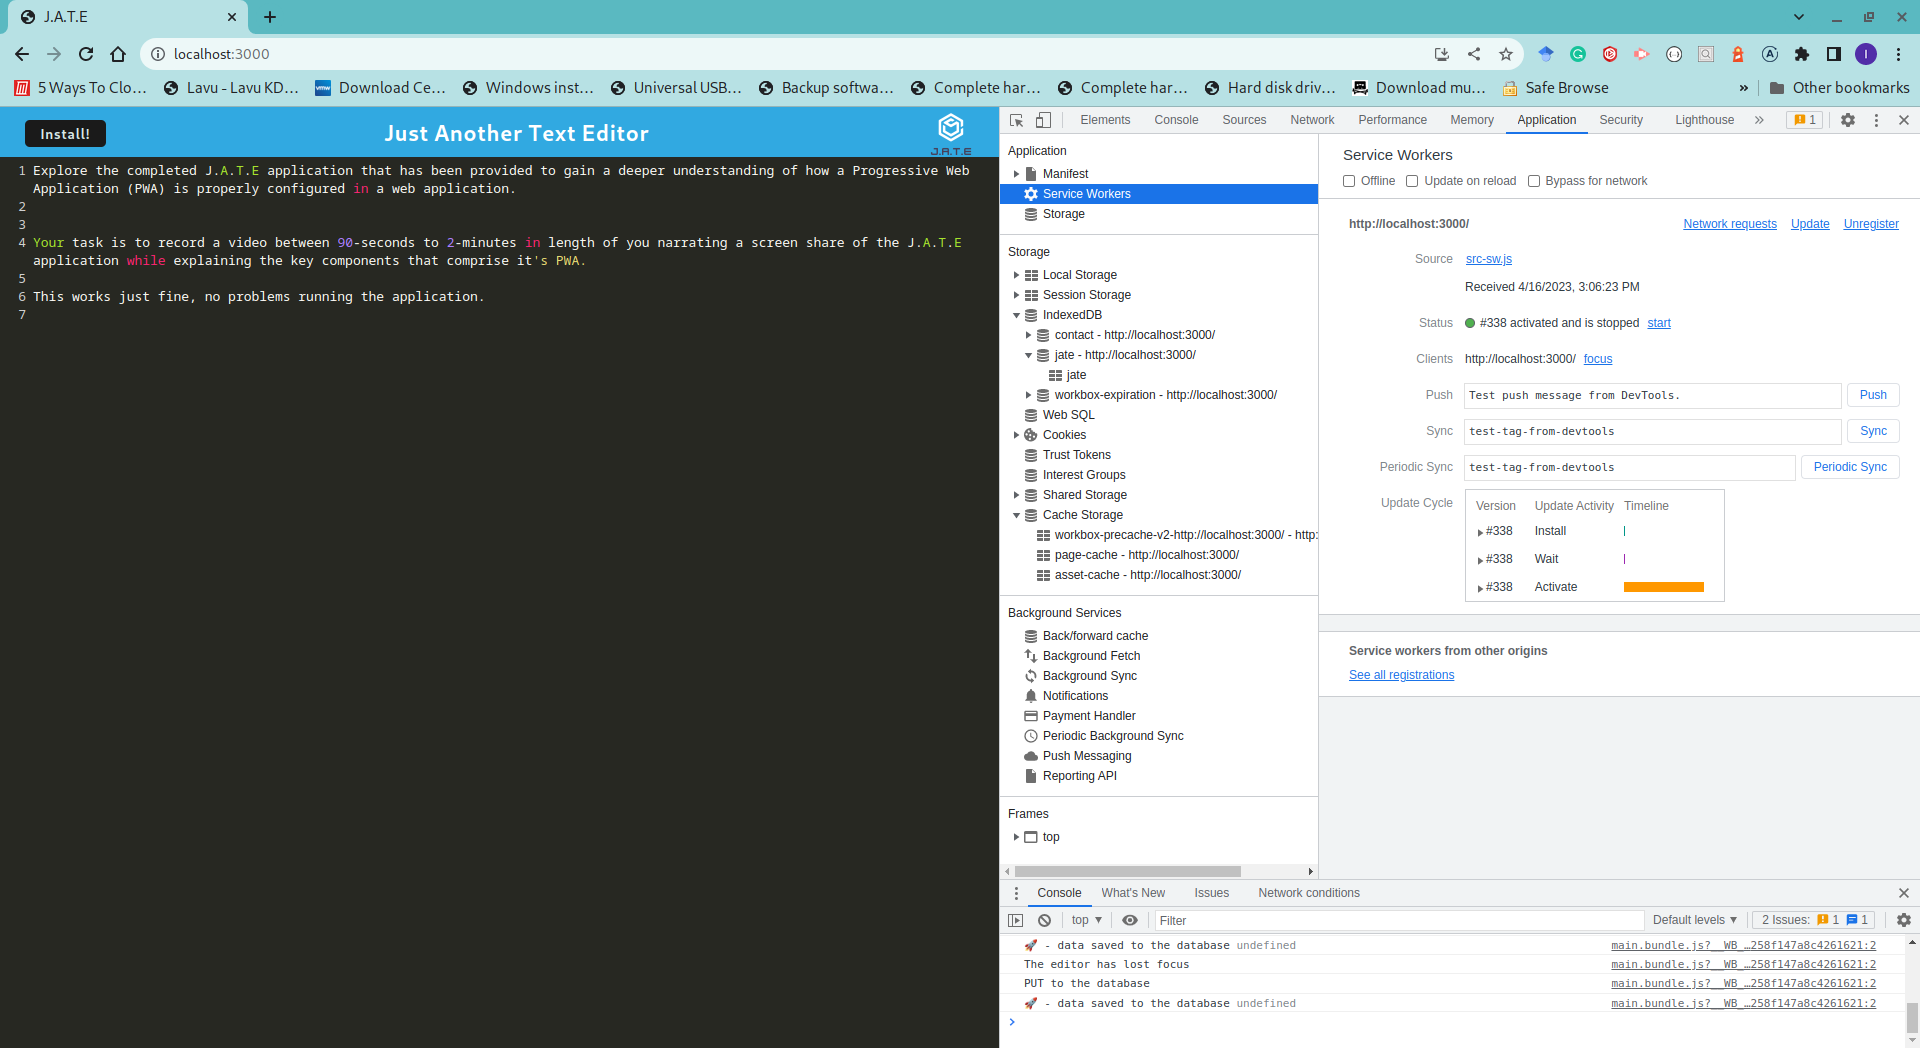 J.A.T.E
localhost:3000
5 Ways To Clo...
Lavu - Lavu KD...
Download Ce...
Windows inst...
Universal USB...
Backup softwa...
Complete har...
Complete har...
Hard disk driv...
Download mu...
Safe Browse
»
Other bookmarks
Install!
Just Another Text Editor
J.A.T.E
1 Explore the completed J.A.T.E application that has been provided to gain a deeper understanding of how a Progressive Web
Application (PWA) is properly configured in a web application.
2
3
4 Your task is to record a video between 90-seconds to 2-minutes in length of you narrating a screen share of the J.A.T.E
application while explaining the key components that comprise it's PWA.
5
6 This works just fine, no problems running the application.
7
Elements Console Sources Network Performance Memory Application Security Lighthouse » 1
Application
Manifest
Service Workers
Storage
Storage
Local Storage
Session Storage
IndexedDB
contact - http://localhost:3000/
jate - http://localhost:3000/
jate
workbox-expiration - http://localhost:3000/
Web SQL
Cookies
Trust Tokens
Interest Groups
Shared Storage
Cache Storage
workbox-precache-v2-http://localhost:3000/ - http:
page-cache - http://localhost:3000/
asset-cache - http://localhost:3000/
Background Services
Back/forward cache
Background Fetch
Background Sync
Notifications
Payment Handler
Periodic Background Sync
Push Messaging
Reporting API
Frames
top
Service Workers
Offline Update on reload Bypass for network
http://localhost:3000/ Network requests Update Unregister
Source src-sw.js
Received 4/16/2023, 3:06:23 PM
Status #338 activated and is stopped start
Clients http://localhost:3000/ focus
Push Test push message from DevTools. Push
Sync test-tag-from-devtools Sync
Periodic Sync test-tag-from-devtools Periodic Sync
Update Cycle Version Update Activity Timeline
#338 Install
#338 Wait
#338 Activate
Service workers from other origins
See all registrations
Console What's New Issues Network conditions
top Filter Default levels 2 Issues: 1 1
🚀 - data saved to the database undefined main.bundle.js?__WB_…258f147a8c4261621:2
The editor has lost focus main.bundle.js?__WB_…258f147a8c4261621:2
PUT to the database main.bundle.js?__WB_…258f147a8c4261621:2
🚀 - data saved to the database undefined main.bundle.js?__WB_…258f147a8c4261621:2